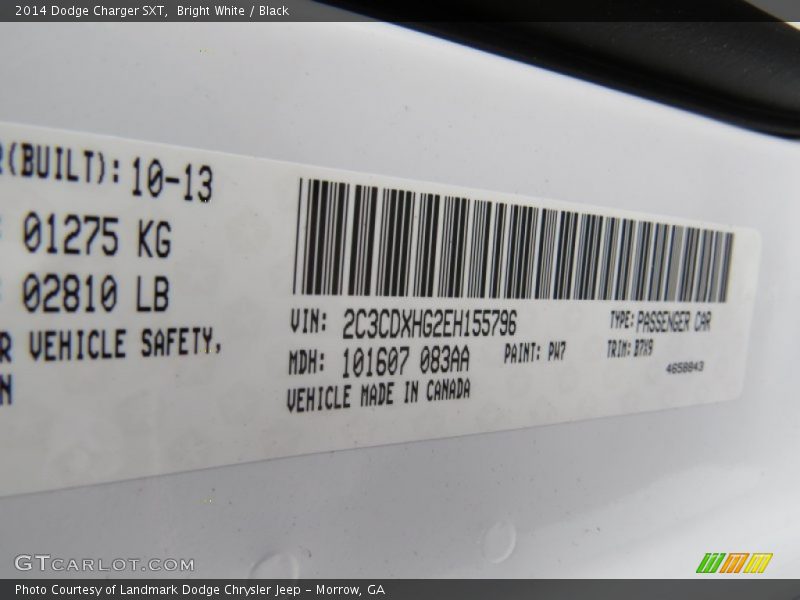 2014 Dodge Charger SXT, Bright White / Black
R(BUILT): 10-13
01275 KG
02810 LB
R VEHICLE SAFETY,
N
VIN: 2C3CDXHG2EH155796
TYPE: PASSENGER CAR
MDH: 101607 083AA
PAINT: PW7
TRIM: B7X9
4658843
VEHICLE MADE IN CANADA
GTCARLOT.COM
Photo Courtesy of Landmark Dodge Chrysler Jeep - Morrow, GA